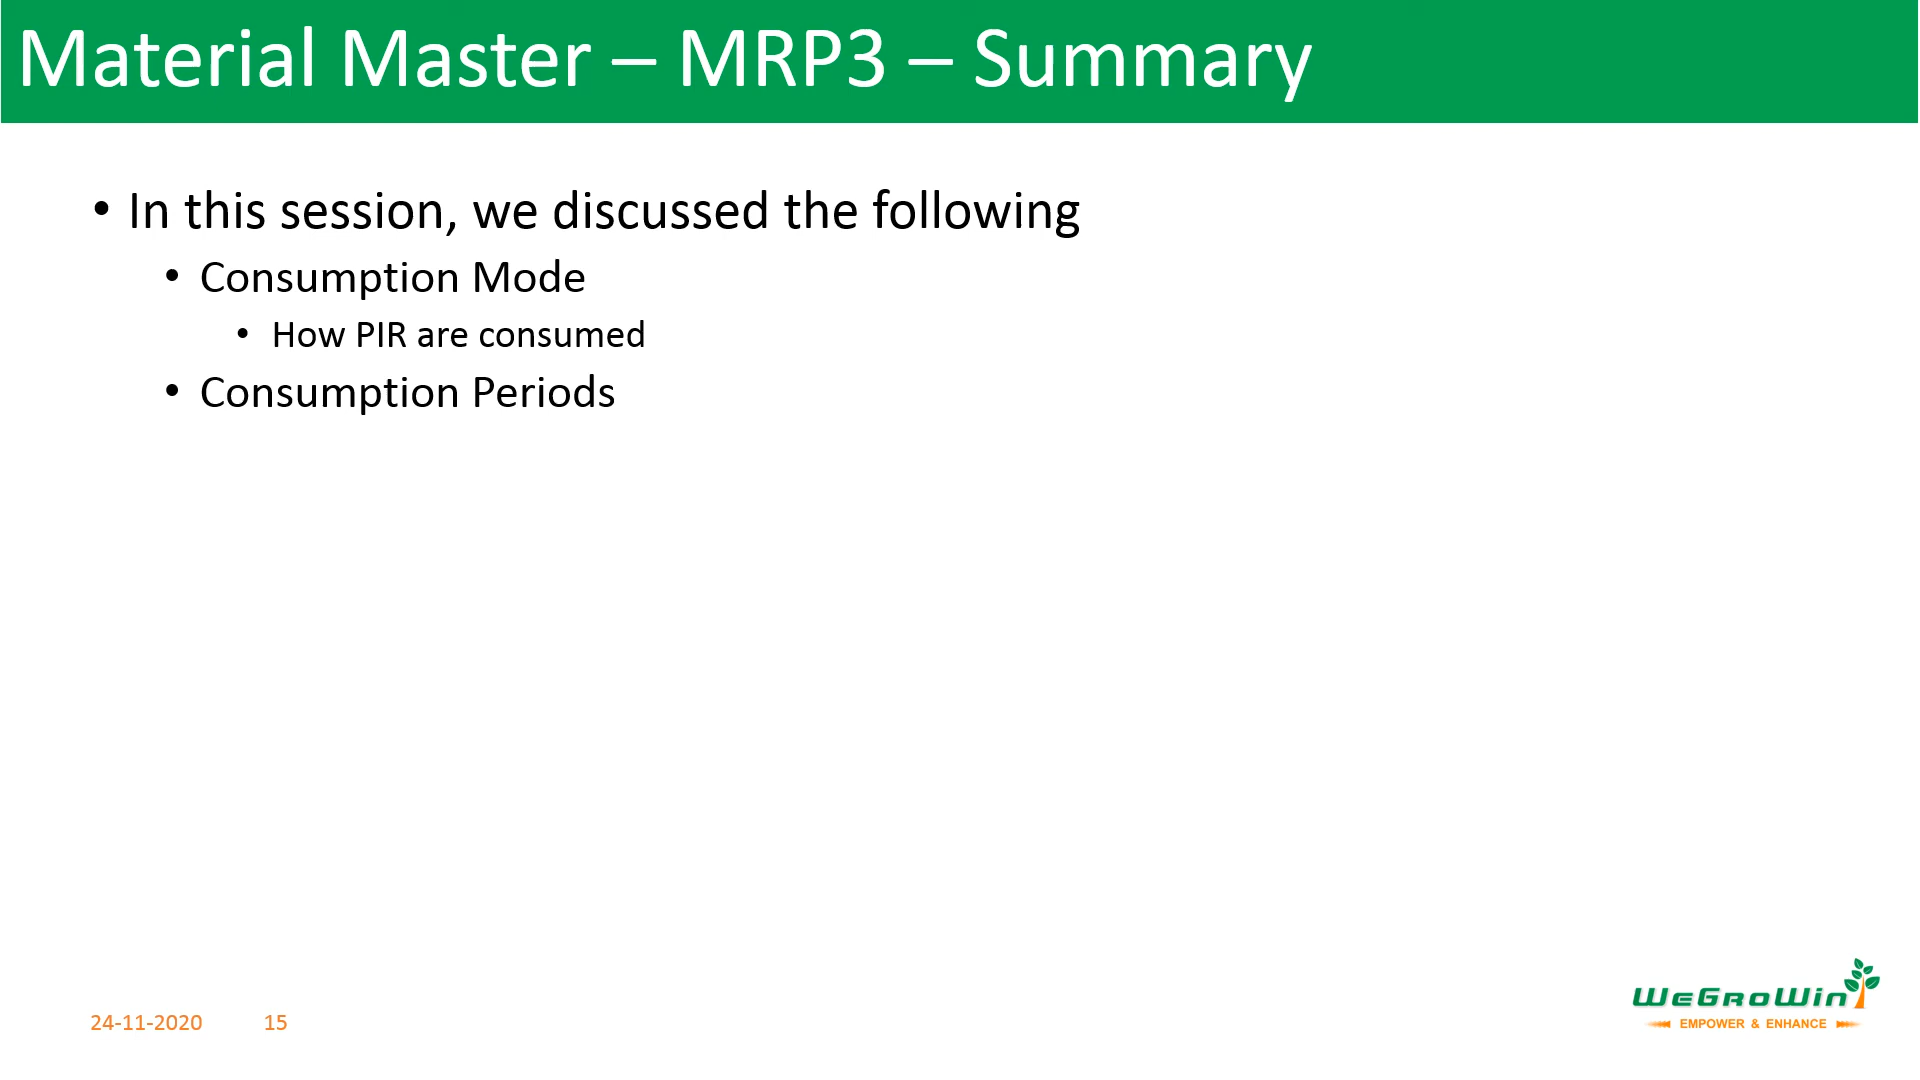 Material Master – MRP3 – Summary
• In this session, we discussed the following
• Consumption Mode
• How PIR are consumed
• Consumption Periods
24-11-2020 15
WeGroWin
EMPOWER & ENHANCE